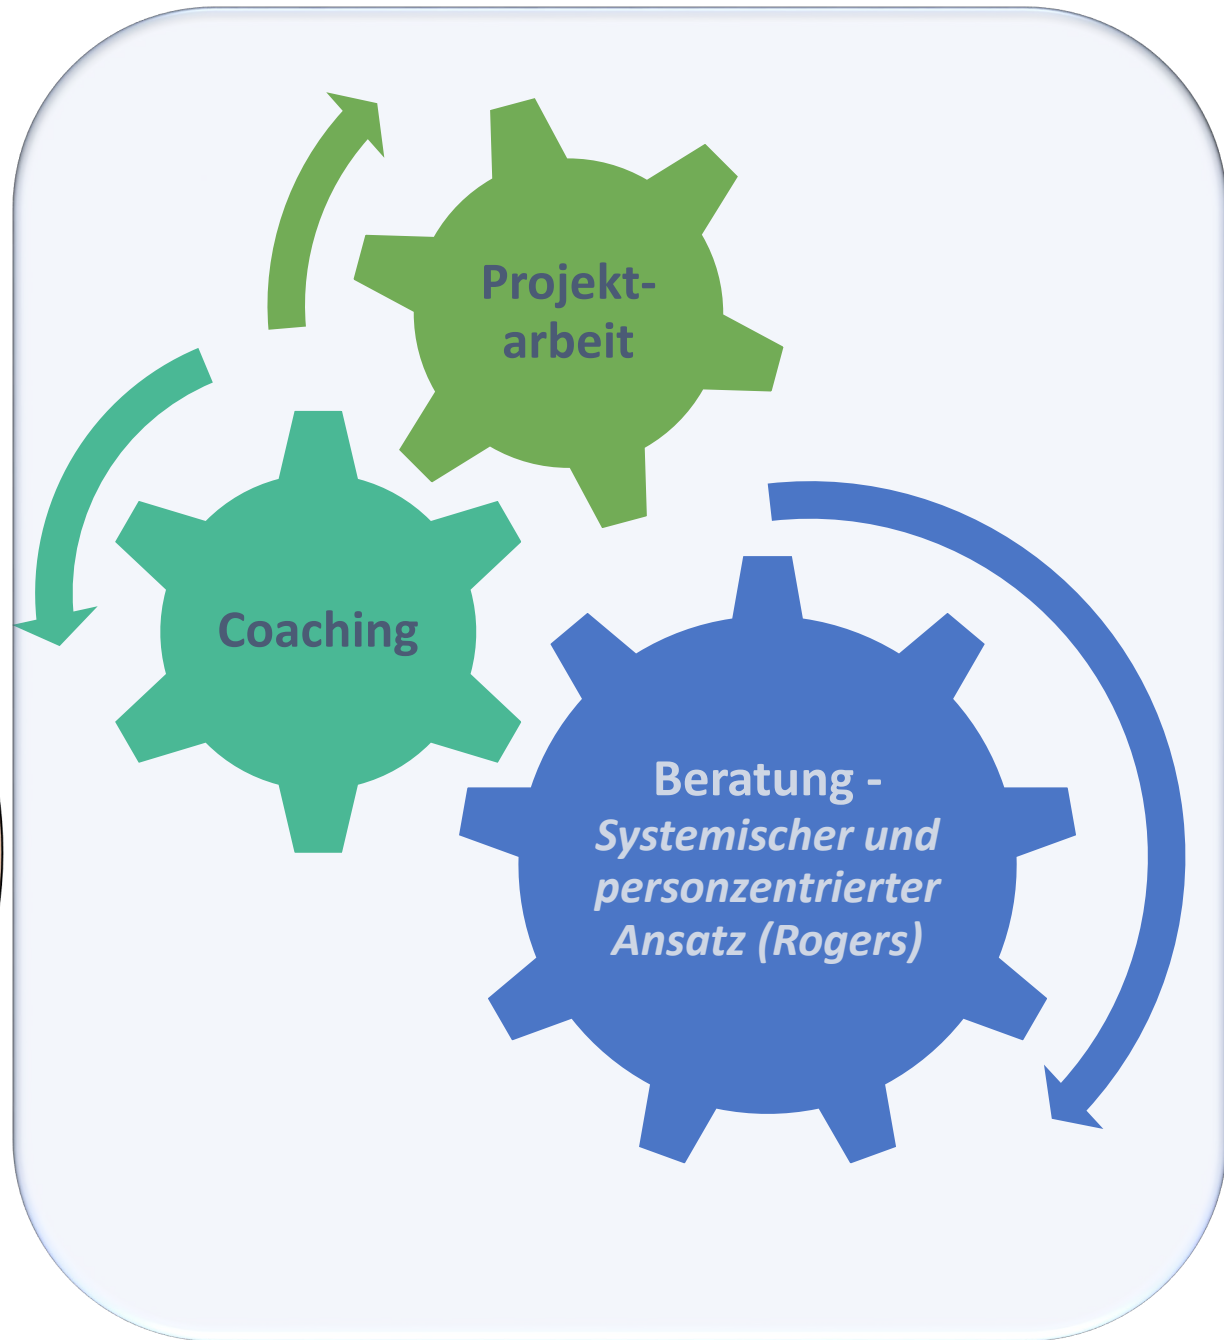 Projekt-
arbeit
Coaching
Beratung -
Systemischer und
personzentrierter
Ansatz (Rogers)